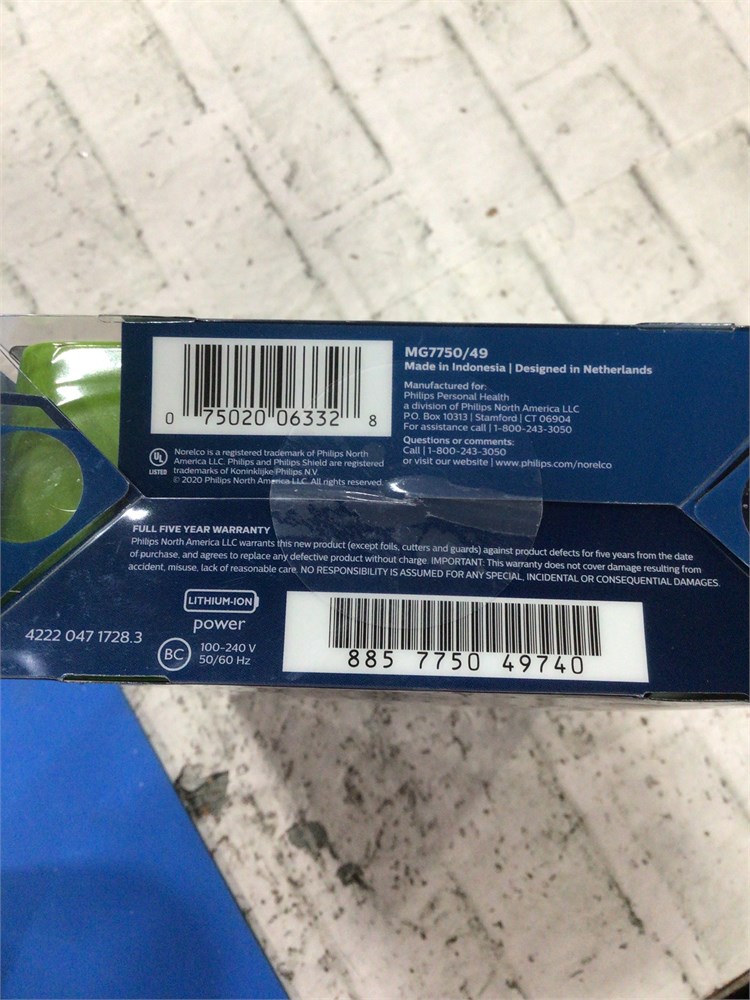 0 75020 06332 8
MG7750/49
Made in Indonesia | Designed in Netherlands
Manufactured for:
Philips Personal Health
a division of Philips North America LLC
P.O. Box 10313 | Stamford | CT 06904
For assistance call | 1-800-243-3050
Questions or comments:
Call | 1-800-243-3050
or visit our website | www.philips.com/norelco
UL
LISTED
Norelco is a registered trademark of Philips North
America LLC. Philips and Philips Shield are registered
trademarks of Koninklijke Philips N.V.
© 2020 Philips North America LLC. All rights reserved.
FULL FIVE YEAR WARRANTY
Philips North America LLC warrants this new product (except foils, cutters and guards) against product defects for five years from the date
of purchase, and agrees to replace any defective product without charge. IMPORTANT: This warranty does not cover damage resulting from
accident, misuse, lack of reasonable care. NO RESPONSIBILITY IS ASSUMED FOR ANY SPECIAL, INCIDENTAL OR CONSEQUENTIAL DAMAGES.
LITHIUM-ION
power
4222 047 1728.3
BC
100-240 V
50/60 Hz
885 7750 49740